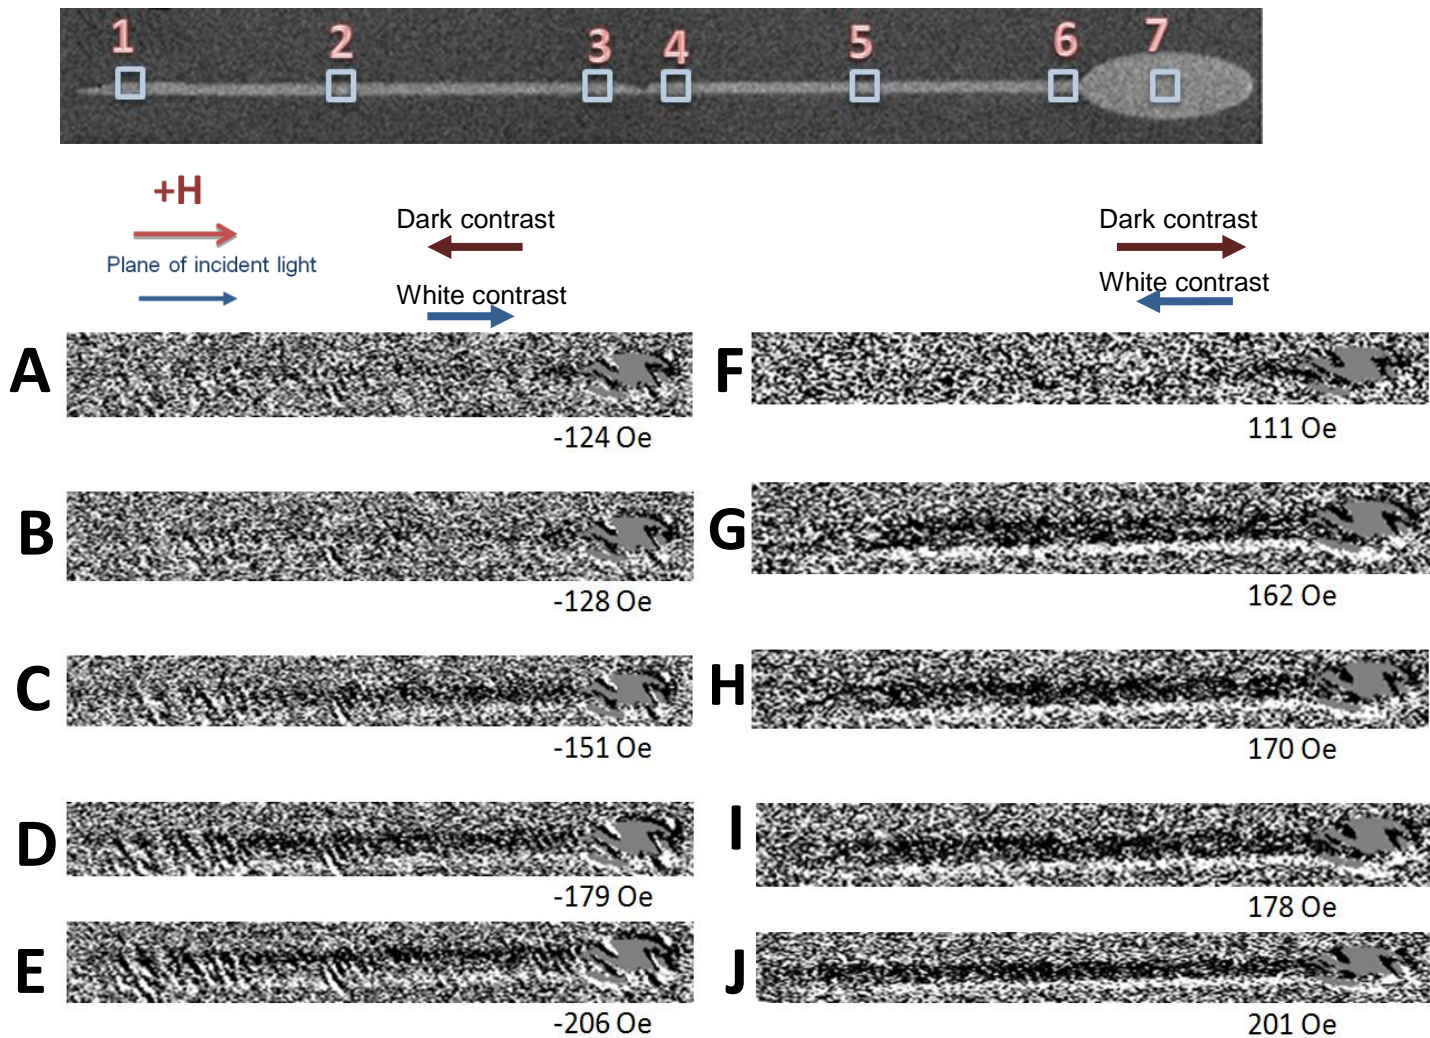 1 2 3 4 5 6 7
+H
Plane of incident light
Dark contrast
White contrast
Dark contrast
White contrast
A
-124 Oe
F
111 Oe
B
-128 Oe
G
162 Oe
C
-151 Oe
H
170 Oe
D
-179 Oe
I
178 Oe
E
-206 Oe
J
201 Oe